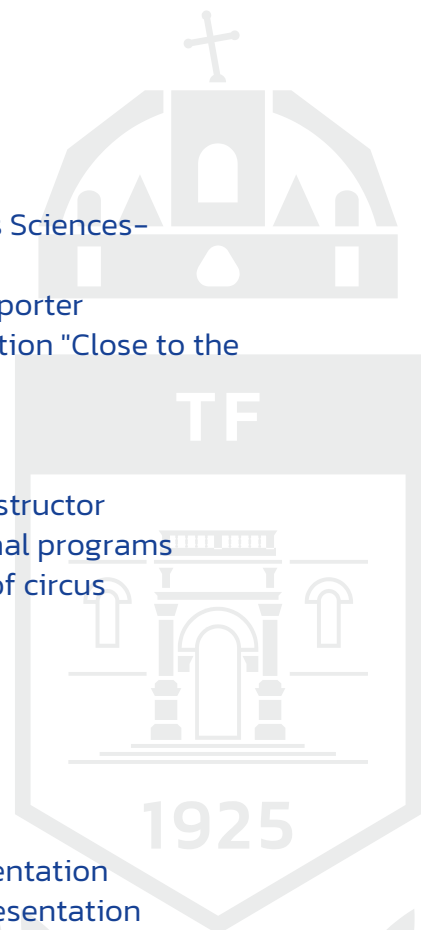 s Sciences-
porter
tion "Close to the
TF
structor
nal programs
of circus
1925
entation
esentation